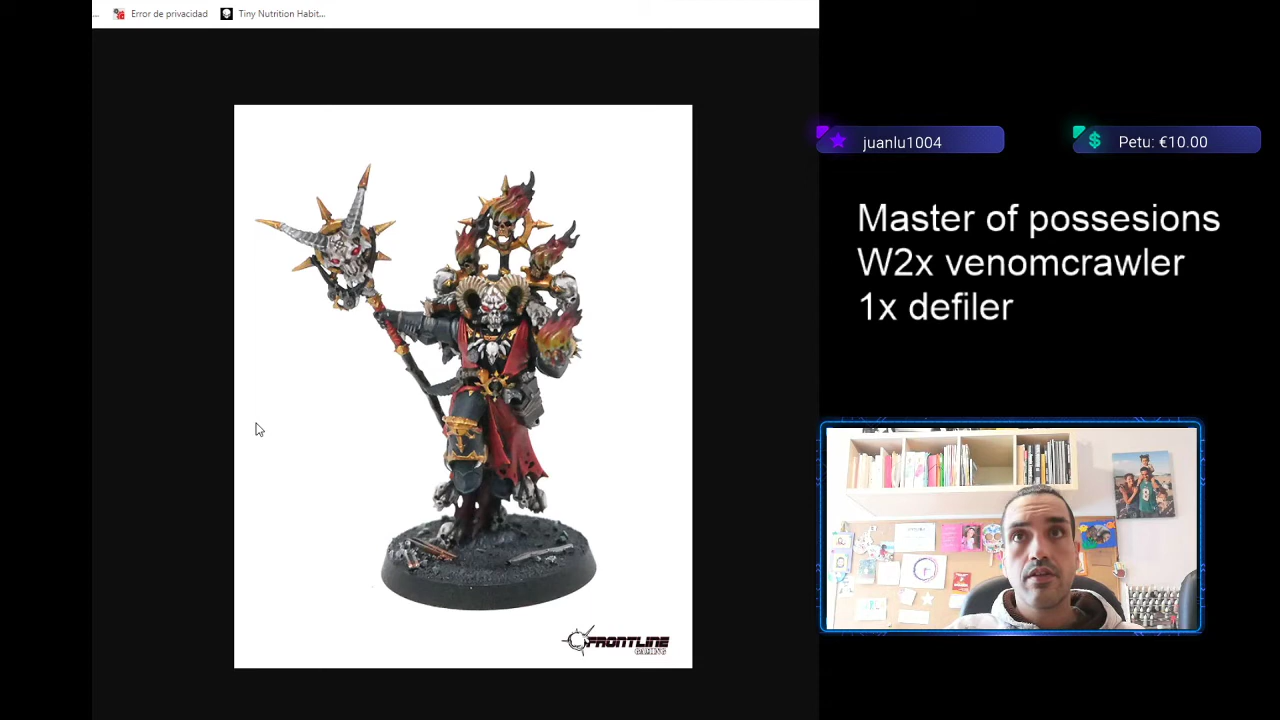 Error de privacidad
Tiny Nutrition Habit...
juanlu1004
Petu: €10.00
Master of possesions
W2x venomcrawler
1x defiler
FRONTLINE
GAMING
8